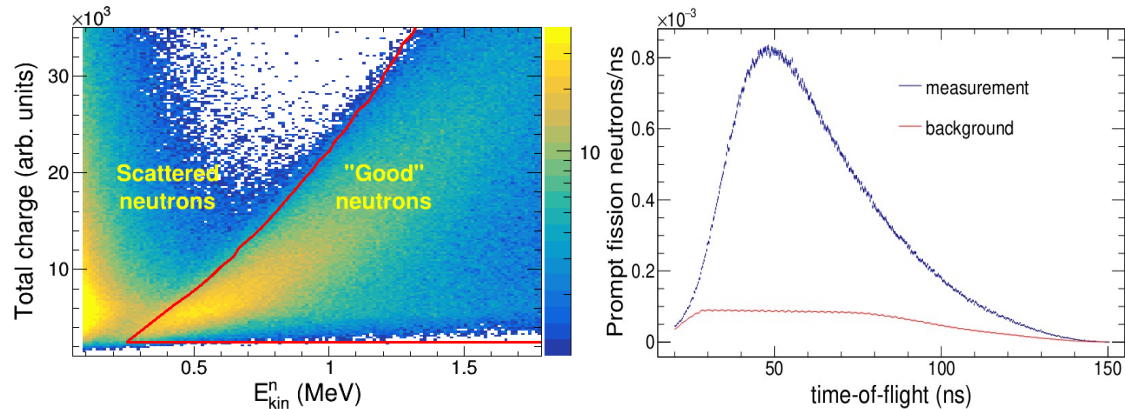 ×10³
30
20
10
Total charge (arb. units)
Scattered
neutrons
"Good"
neutrons
0.5
1
1.5
Eⁿkin (MeV)
10
×10⁻³
0.8
0.6
0.4
0.2
0
Prompt fission neutrons/ns
measurement
background
50
100
150
time-of-flight (ns)